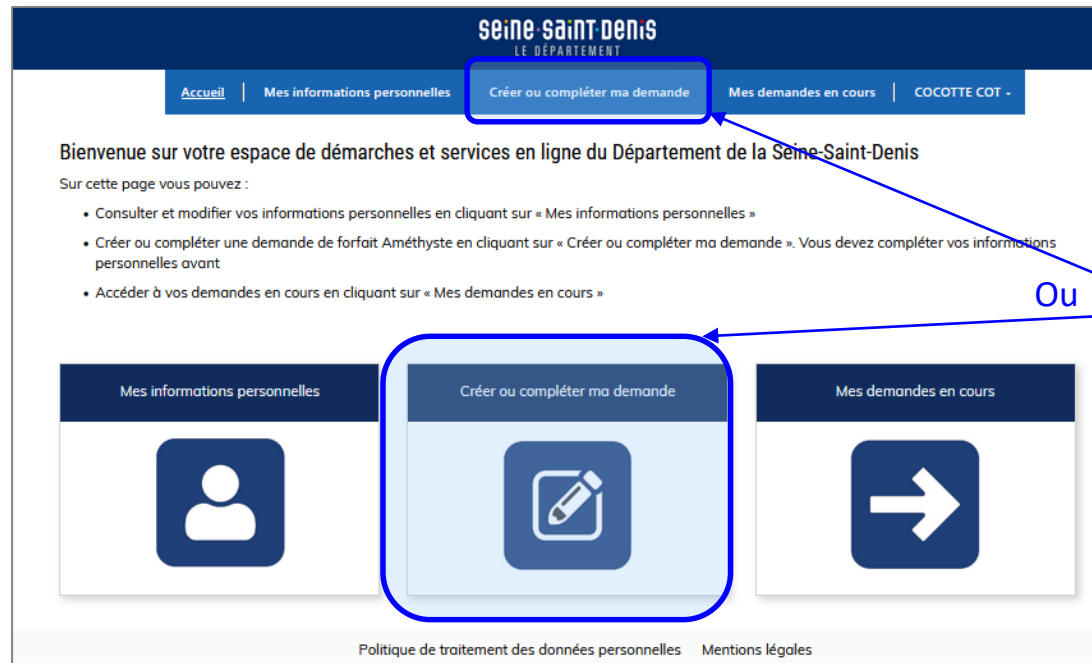 seine-saint-denis
LE DÉPARTEMENT
Accueil | Mes informations personnelles Créer ou compléter ma demande Mes demandes en cours | COCOTTE COT
Bienvenue sur votre espace de démarches et services en ligne du Département de la Seine-Saint-Denis
Sur cette page vous pouvez :
• Consulter et modifier vos informations personnelles en cliquant sur « Mes informations personnelles »
• Créer ou compléter une demande de forfait Améthyste en cliquant sur « Créer ou compléter ma demande ». Vous devez compléter vos informations
personnelles avant
• Accéder à vos demandes en cours en cliquant sur « Mes demandes en cours »
Ou
Mes informations personnelles Créer ou compléter ma demande Mes demandes en cours
Politique de traitement des données personnelles Mentions légales